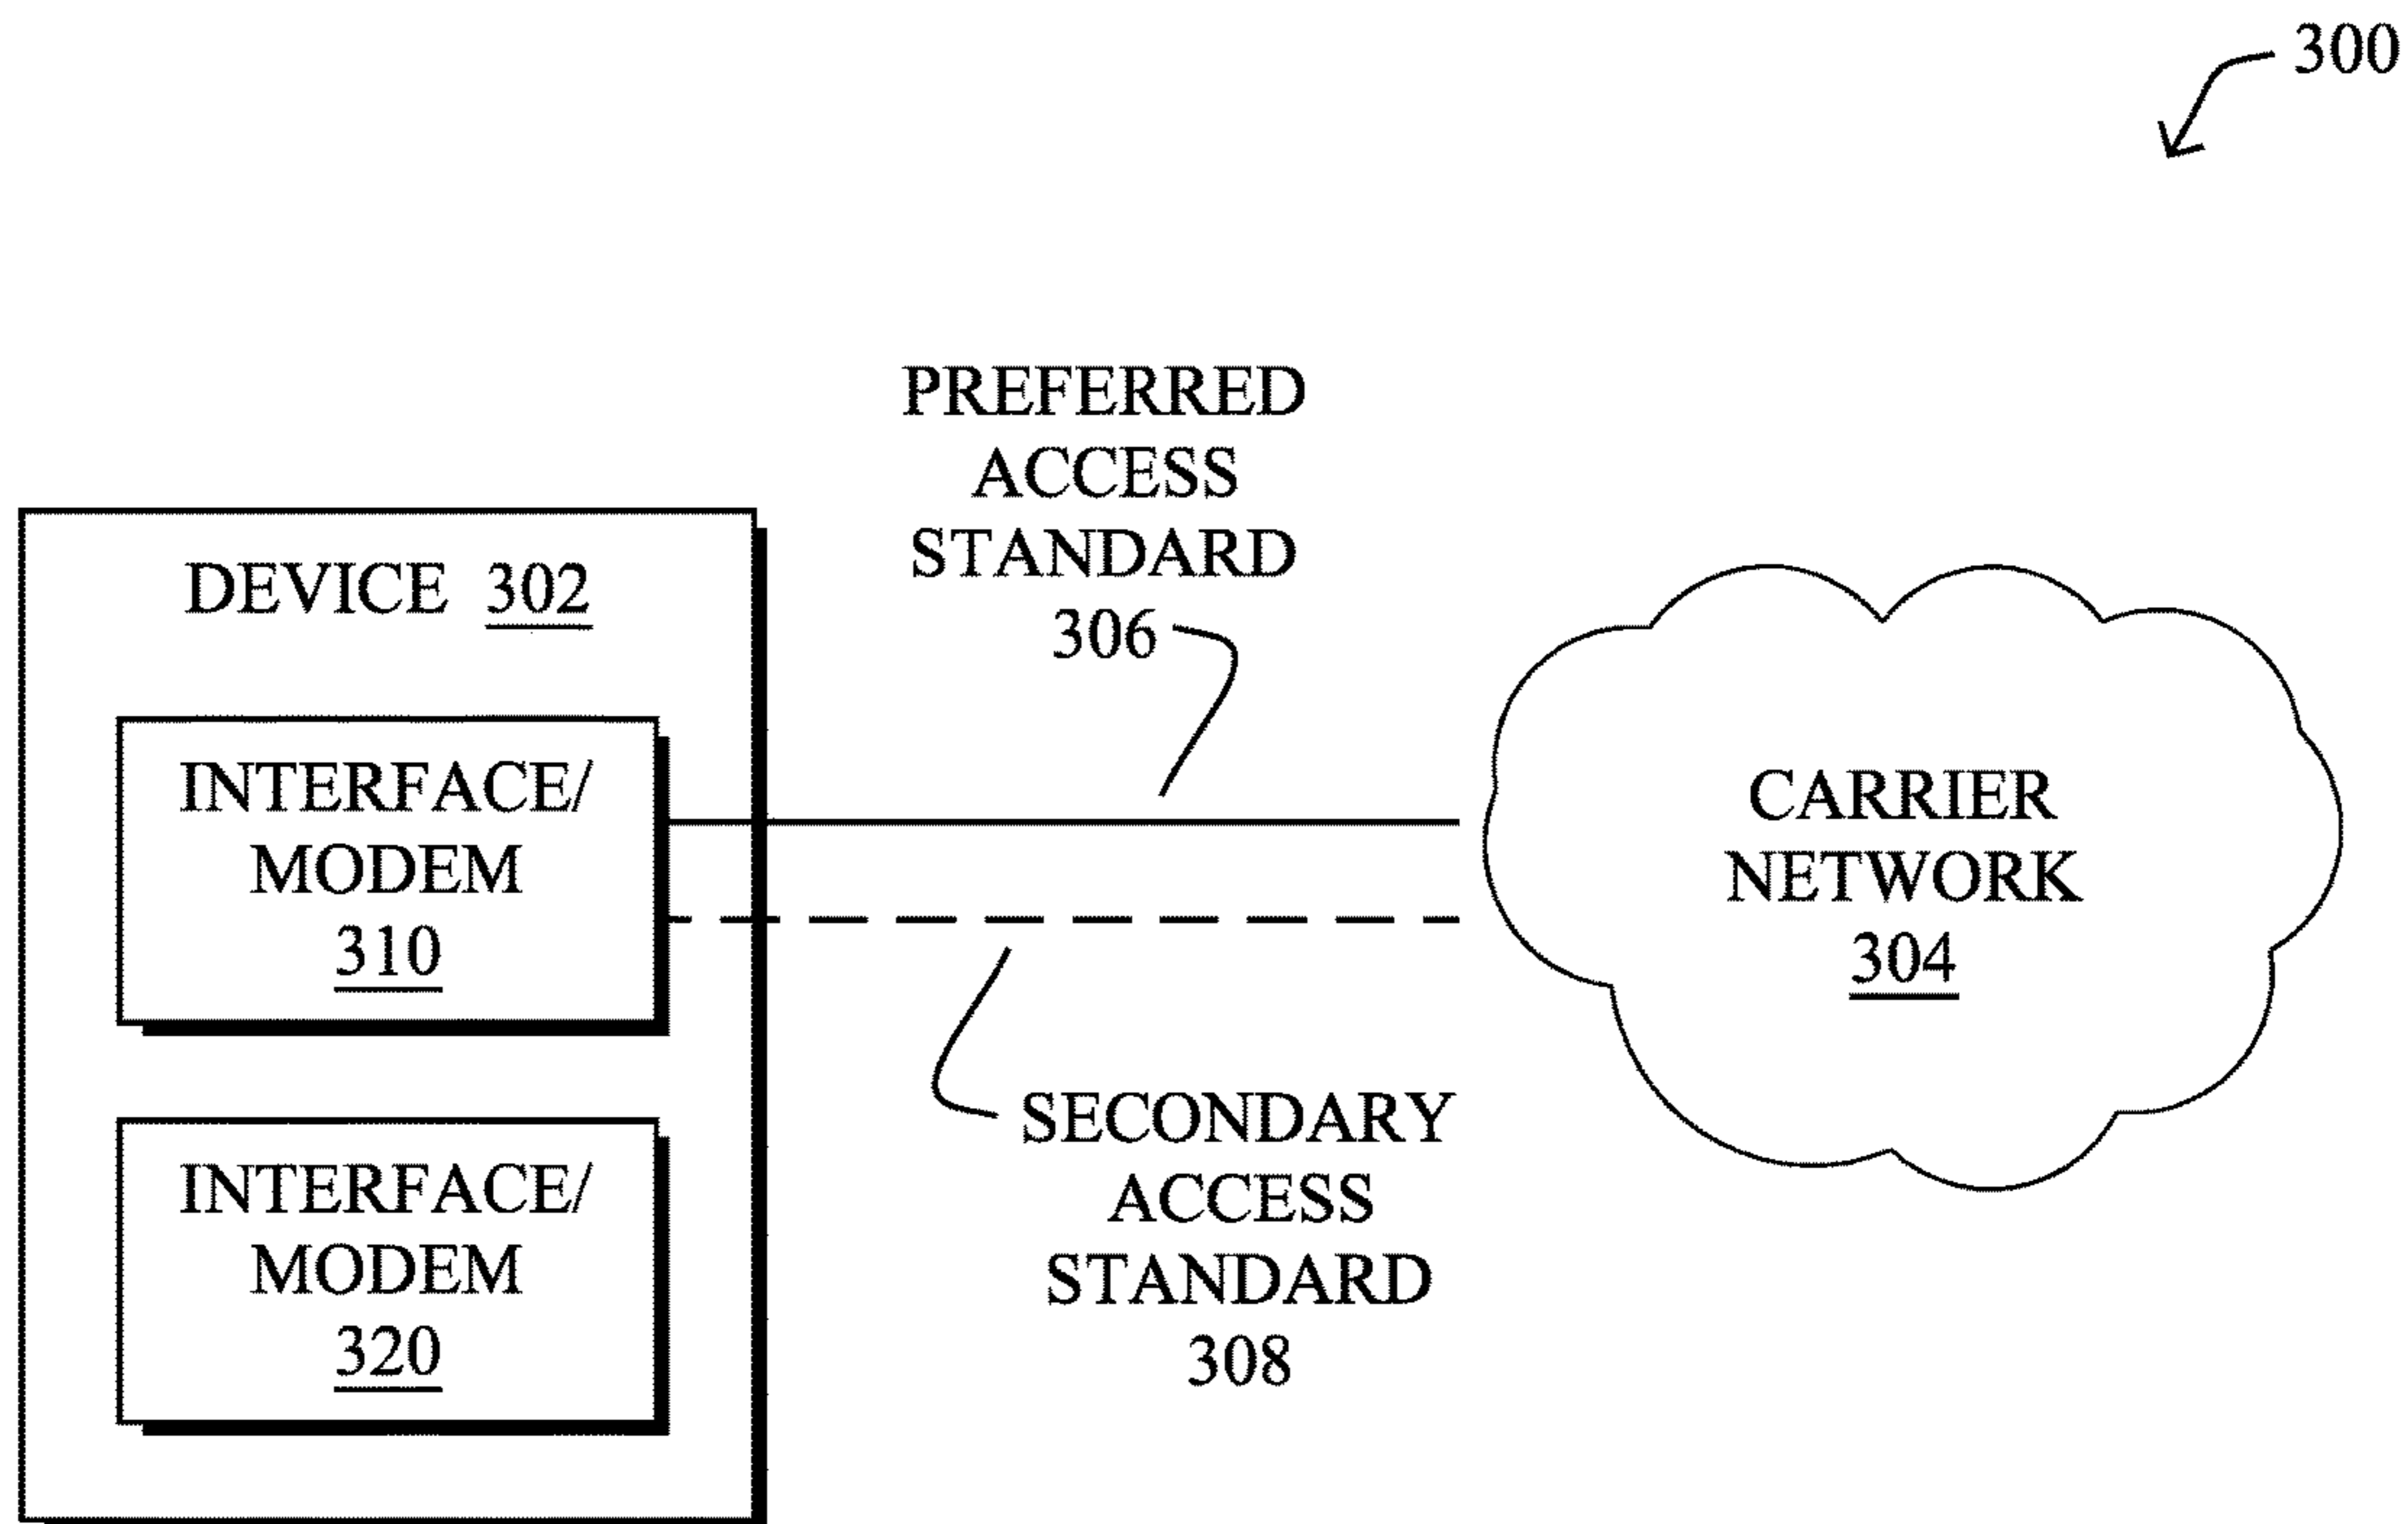 300
PREFERRED
ACCESS
STANDARD
306
DEVICE 302
INTERFACE/
MODEM
310
INTERFACE/
MODEM
320
CARRIER
NETWORK
304
SECONDARY
ACCESS
STANDARD
308